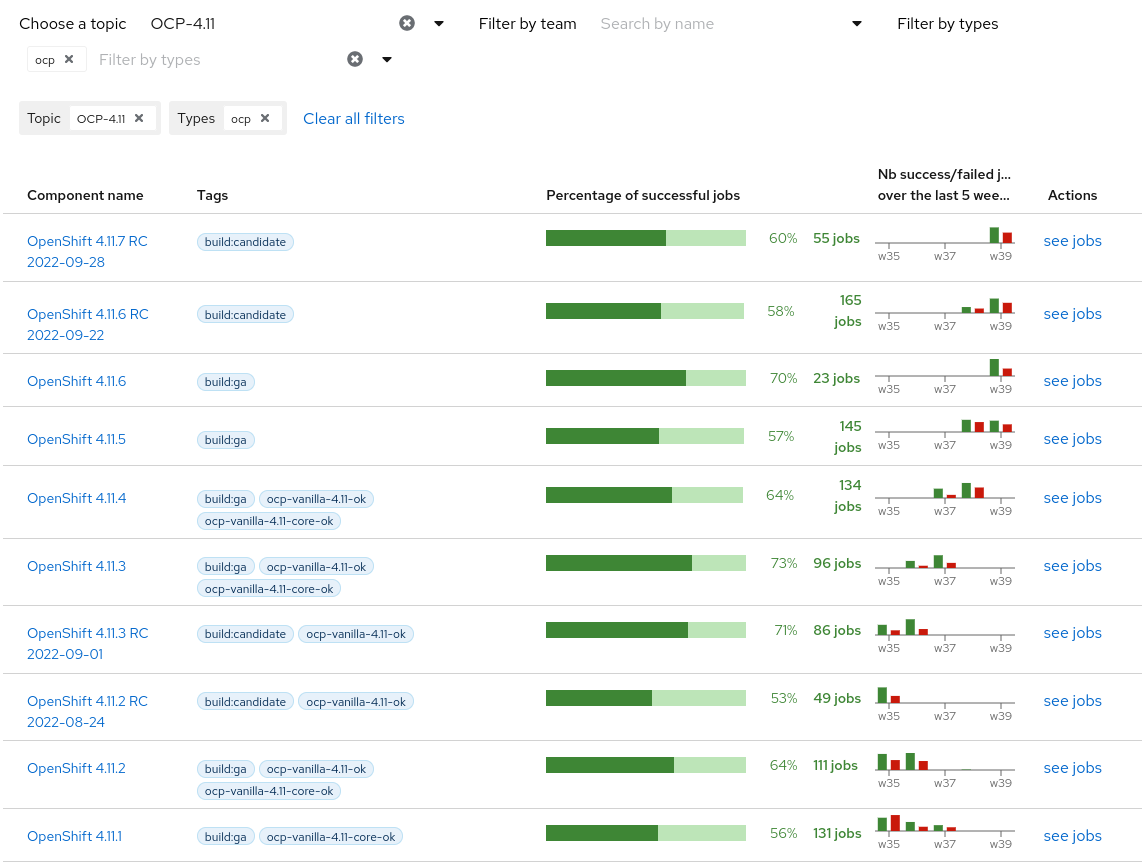 Choose a topic OCP-4.11 Filter by team Search by name Filter by types
ocp Filter by types
Topic OCP-4.11 Types ocp Clear all filters
Nb success/failed j...
Component name Tags Percentage of successful jobs over the last 5 wee... Actions
OpenShift 4.11.7 RC build:candidate 60% 55 jobs see jobs
2022-09-28 w35 w37 w39
165
OpenShift 4.11.6 RC build:candidate 58% jobs see jobs
2022-09-22 w35 w37 w39
OpenShift 4.11.6 build:ga 70% 23 jobs see jobs
w35 w37 w39
145
OpenShift 4.11.5 build:ga 57% jobs see jobs
w35 w37 w39
134
OpenShift 4.11.4 build:ga ocp-vanilla-4.11-ok 64% jobs see jobs
ocp-vanilla-4.11-core-ok w35 w37 w39
OpenShift 4.11.3 build:ga ocp-vanilla-4.11-ok 73% 96 jobs see jobs
ocp-vanilla-4.11-core-ok w35 w37 w39
OpenShift 4.11.3 RC build:candidate ocp-vanilla-4.11-ok 71% 86 jobs see jobs
2022-09-01 w35 w37 w39
OpenShift 4.11.2 RC build:candidate ocp-vanilla-4.11-ok 53% 49 jobs see jobs
2022-08-24 w35 w37 w39
OpenShift 4.11.2 build:ga ocp-vanilla-4.11-ok 64% 111 jobs see jobs
ocp-vanilla-4.11-core-ok w35 w37 w39
OpenShift 4.11.1 build:ga ocp-vanilla-4.11-core-ok 56% 131 jobs see jobs
w35 w37 w39